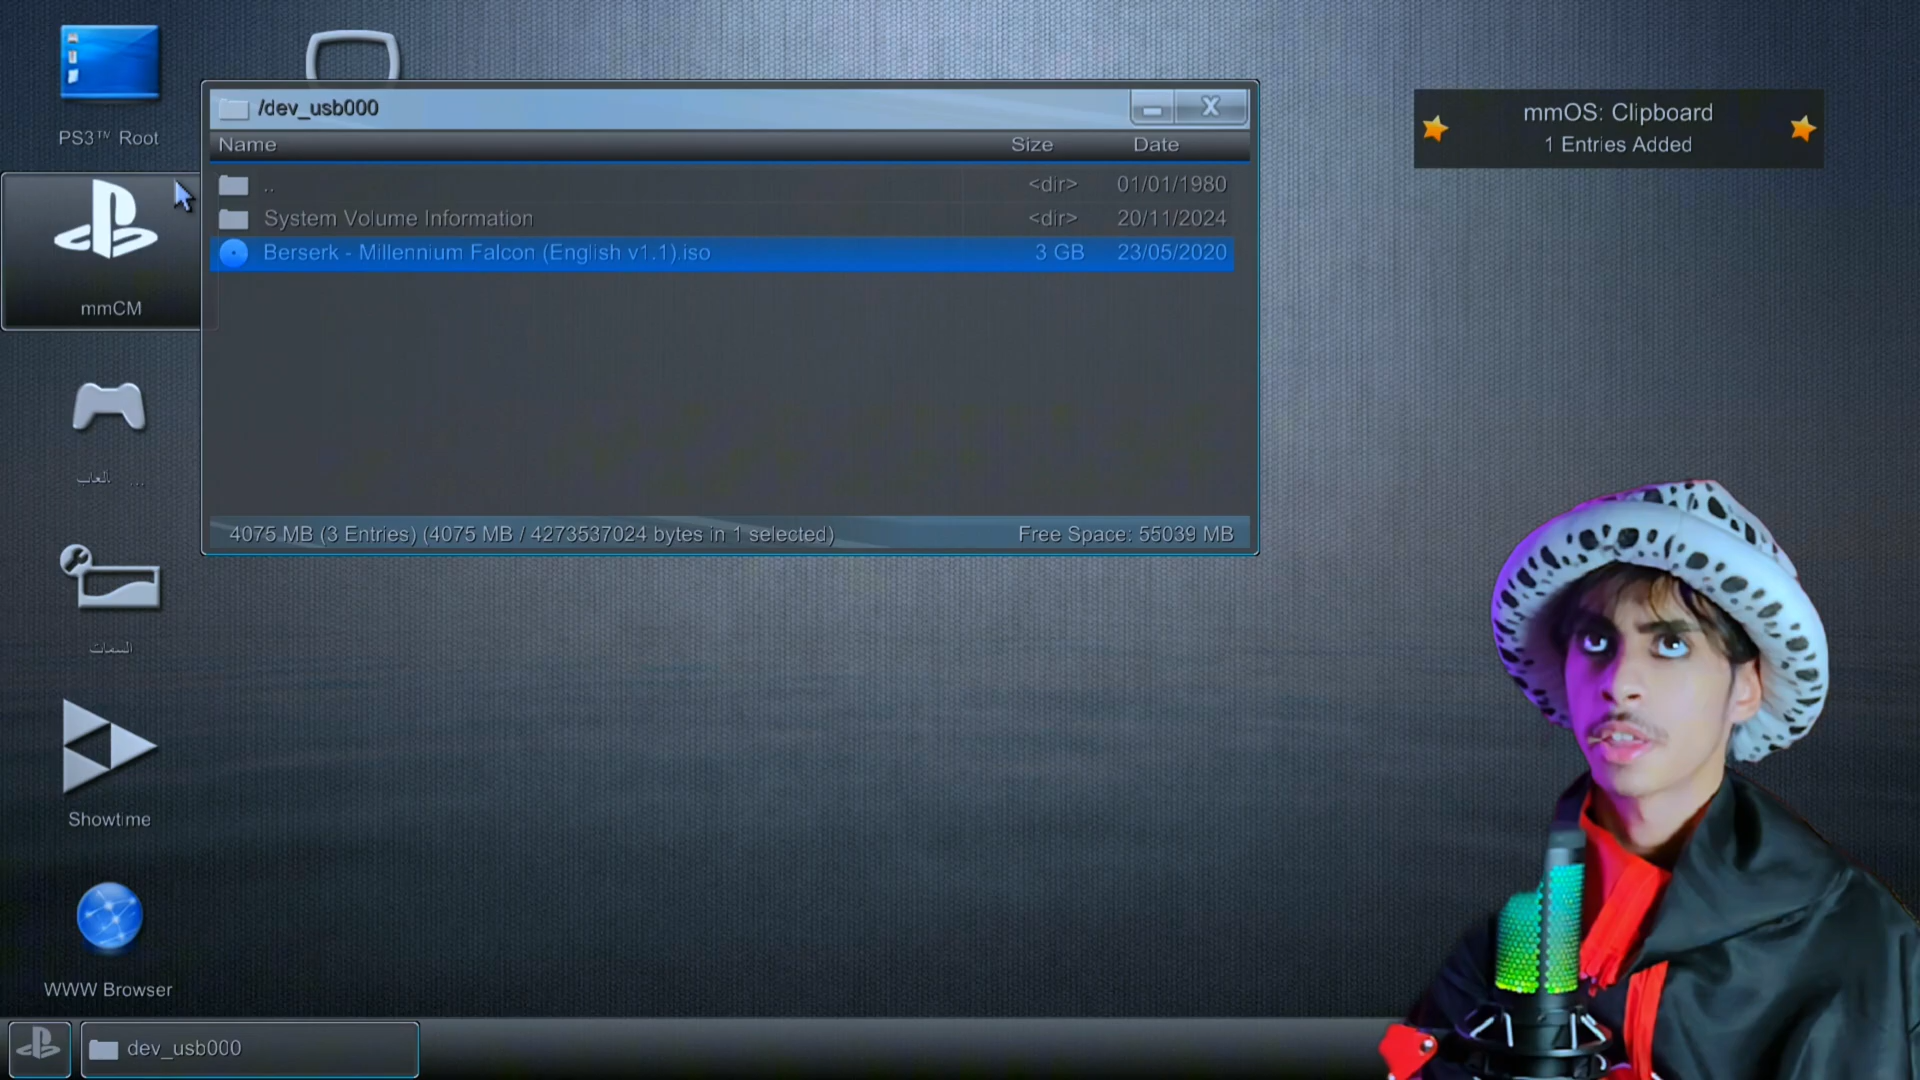 PS3™ Root
mmCM
العاب ...
السمات
Showtime
WWW Browser
/dev_usb000
X
Name Size Date
.. <dir> 01/01/1980
System Volume Information <dir> 20/11/2024
Berserk - Millennium Falcon (English v1.1).iso 3 GB 23/05/2020
4075 MB (3 Entries) (4075 MB / 4273537024 bytes in 1 selected) Free Space: 55039 MB
mmOS: Clipboard
1 Entries Added
dev_usb000